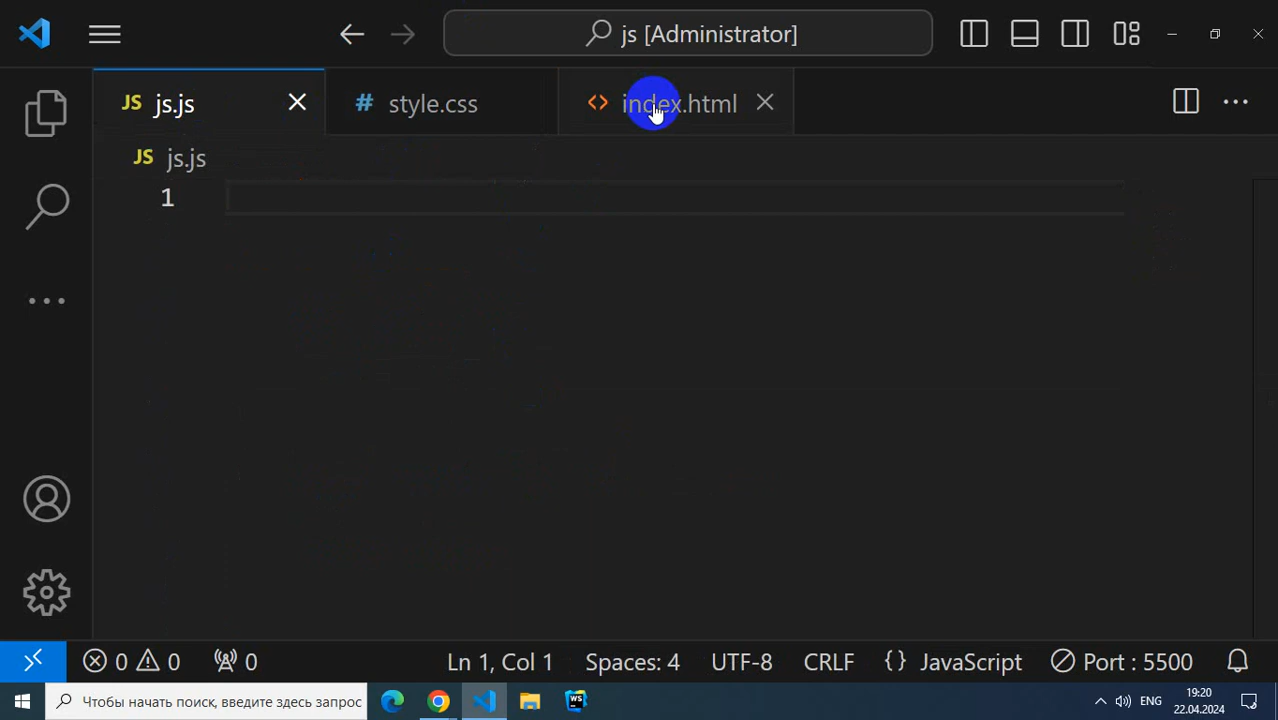 js [Administrator]
JS js.js
# style.css
<> index.html
JS js.js
1
0 0 0
Ln 1, Col 1
Spaces: 4
UTF-8
CRLF
{} JavaScript
Port : 5500
Чтобы начать поиск, введите здесь запрос
WS
ENG
19:20
22.04.2024